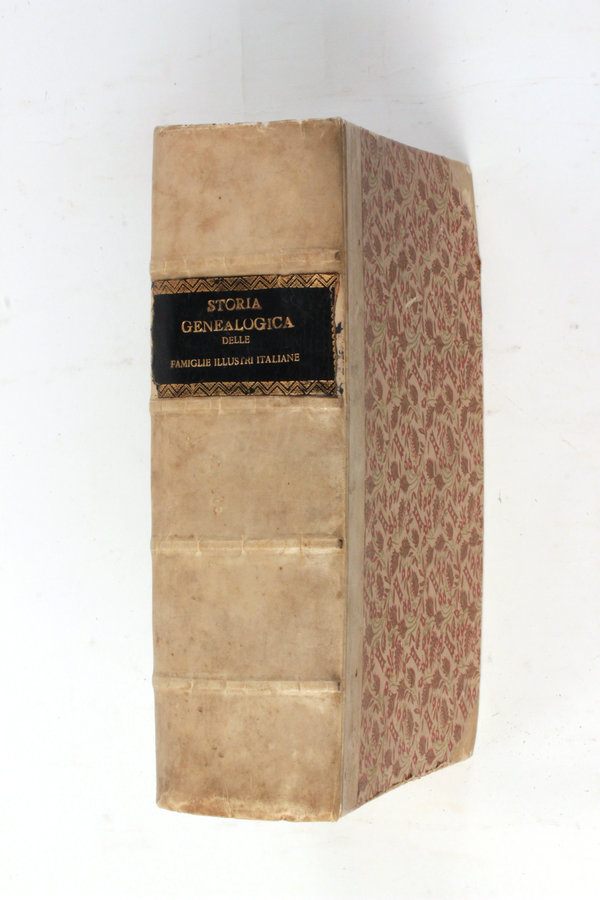 STORIA
GENEALOGICA
DELLE
FAMIGLIE ILLUSTRI ITALIANE